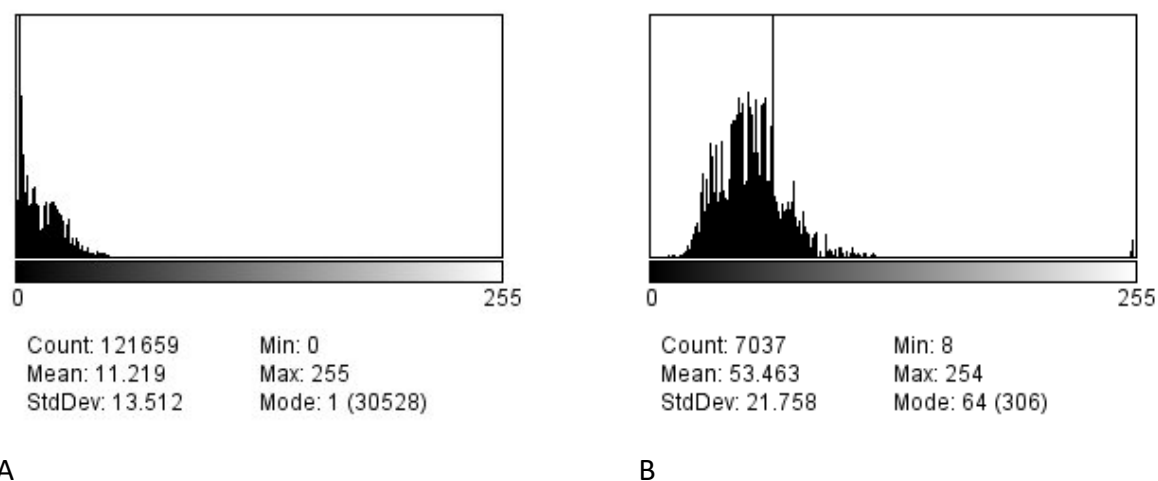 0 255
Count: 121659 Min: 0
Mean: 11.219 Max: 255
StdDev: 13.512 Mode: 1 (30528)
A
0 255
Count: 7037 Min: 8
Mean: 53.463 Max: 254
StdDev: 21.758 Mode: 64 (306)
B